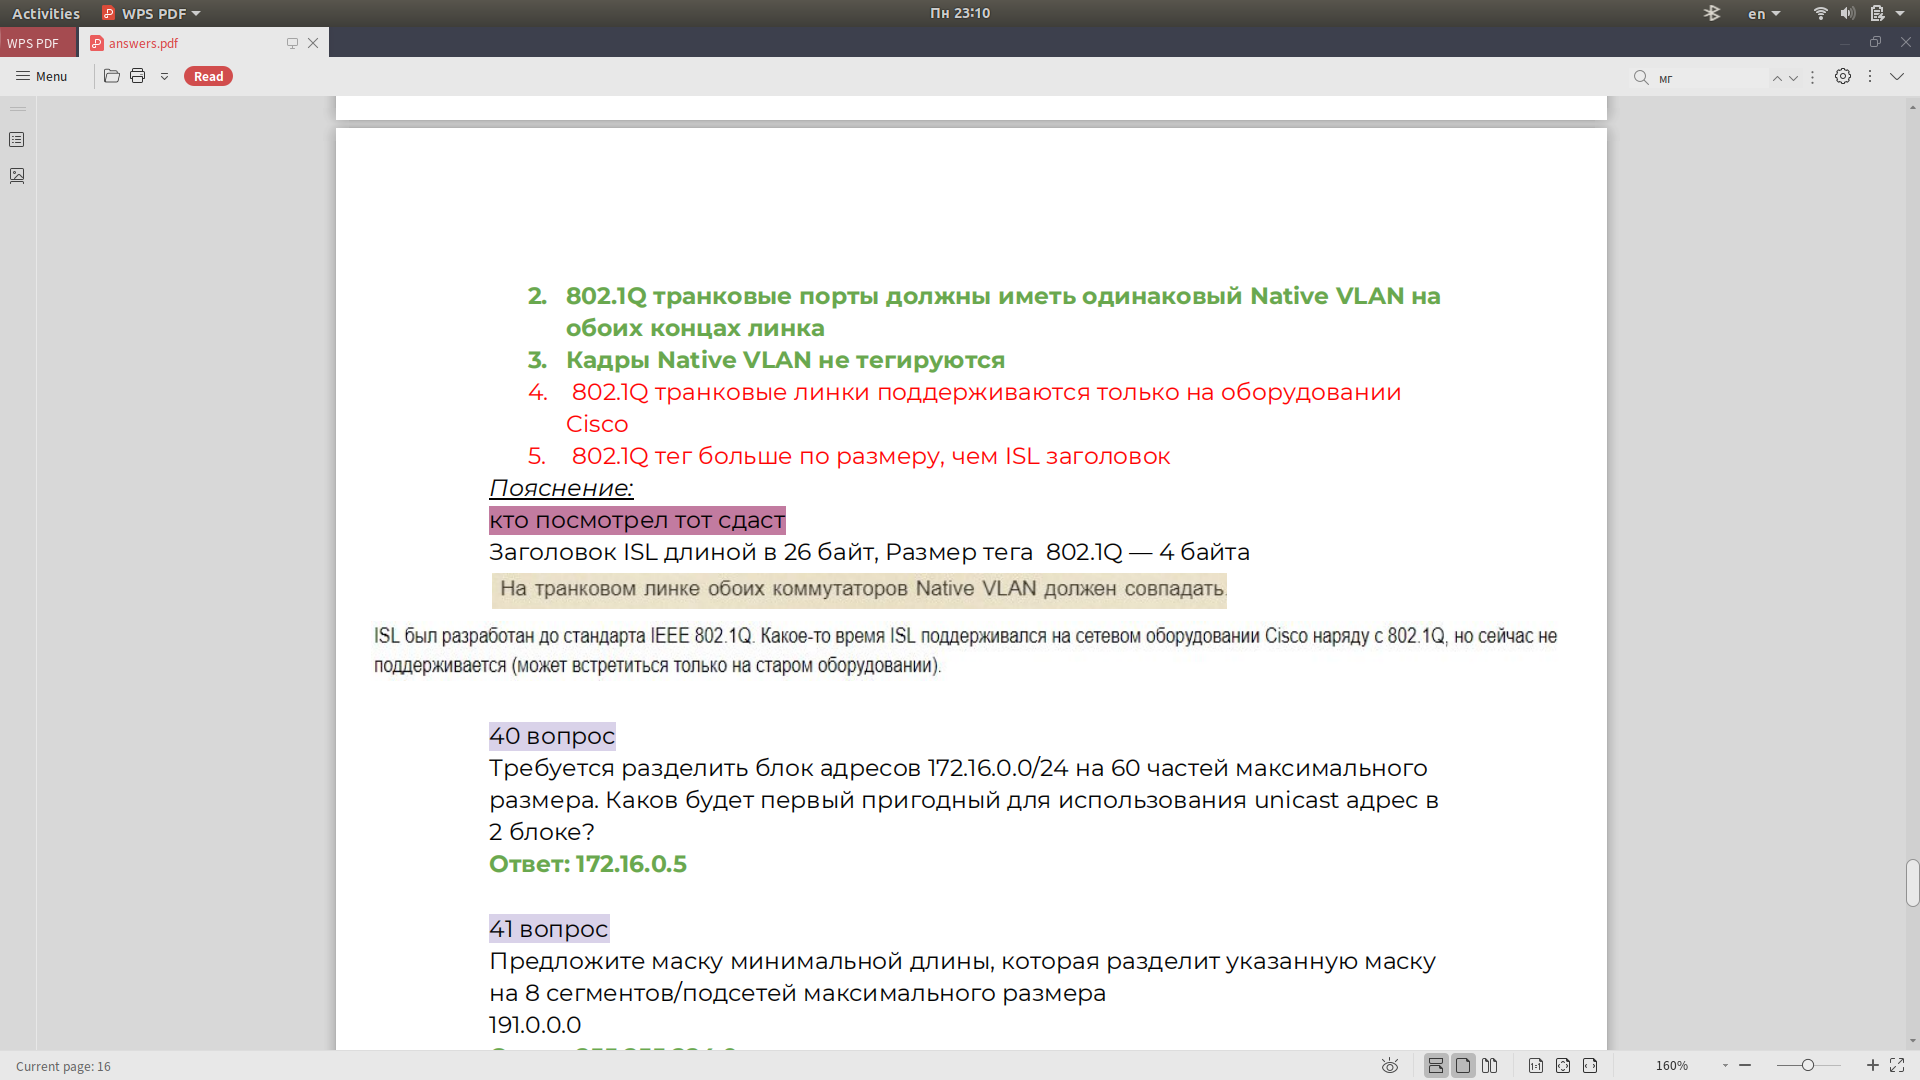 Activities WPS PDF Пн 23:10 en
WPS PDF answers.pdf
Menu Read мг
2. 802.1Q транковые порты должны иметь одинаковый Native VLAN на
обоих концах линка
3. Кадры Native VLAN не тегируются
4. 802.1Q транковые линки поддерживаются только на оборудовании
Cisco
5. 802.1Q тег больше по размеру, чем ISL заголовок
Пояснение:
кто посмотрел тот сдаст
Заголовок ISL длиной в 26 байт, Размер тега 802.1Q — 4 байта
На транковом линке обоих коммутаторов Native VLAN должен совпадать.
ISL был разработан до стандарта IEEE 802.1Q. Какое-то время ISL поддерживался на сетевом оборудовании Cisco наряду с 802.1Q, но сейчас не
поддерживается (может встретиться только на старом оборудовании).
40 вопрос
Требуется разделить блок адресов 172.16.0.0/24 на 60 частей максимального
размера. Каков будет первый пригодный для использования unicast адрес в
2 блоке?
Ответ: 172.16.0.5
41 вопрос
Предложите маску минимальной длины, которая разделит указанную маску
на 8 сегментов/подсетей максимального размера
191.0.0.0
Current page: 16 1:1 160%